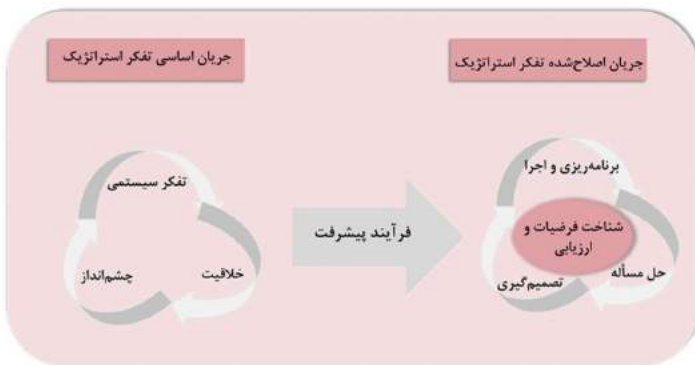 جریان اصلاح‌شده تفکر استراتژیک
جریان اساسی تفکر استراتژیک
برنامه‌ریزی و اجرا
شناخت فرضیات و
ارزیابی
حل مسأله
تصمیم‌گیری
فرآیند پیشرفت
تفکر سیستمی
خلاقیت
چشم‌انداز